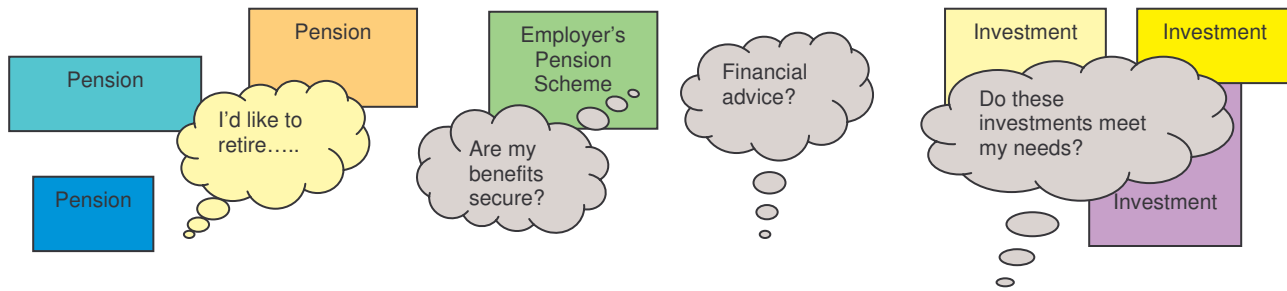 Pension
Pension
Pension
I’d like to
retire…..
Employer’s
Pension
Scheme
Are my
benefits
secure?
Financial
advice?
Investment
Investment
Do these
investments meet
my needs?
Investment